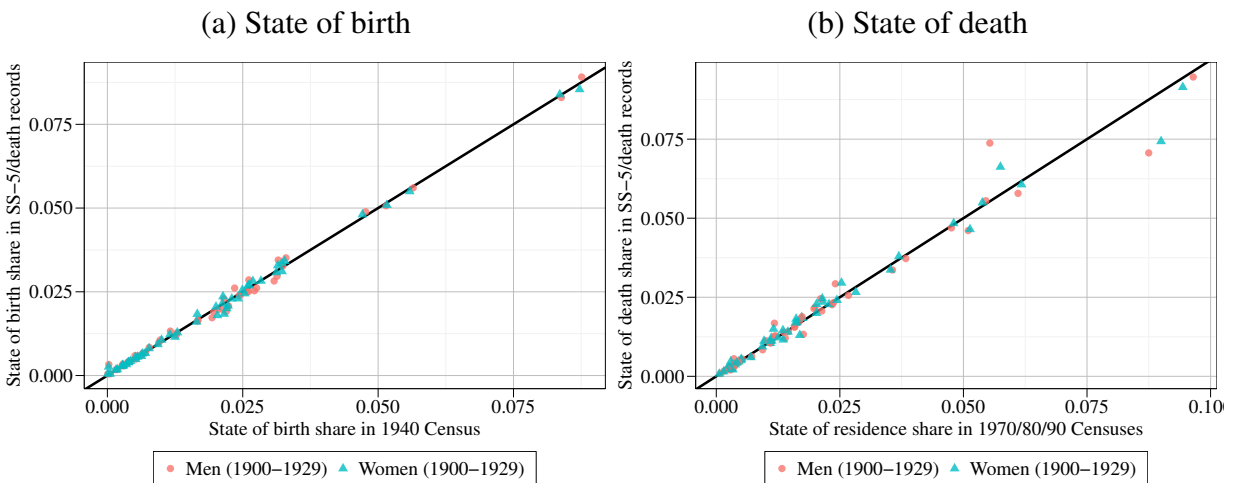 (a) State of birth
State of birth share in SS−5/death records
0.075
0.050
0.025
0.000
0.000 0.025 0.050 0.075
State of birth share in 1940 Census
Men (1900−1929) Women (1900−1929)
(b) State of death
State of death share in SS−5/death records
0.075
0.050
0.025
0.000
0.000 0.025 0.050 0.075 0.10
State of residence share in 1970/80/90 Censuses
Men (1900−1929) Women (1900−1929)